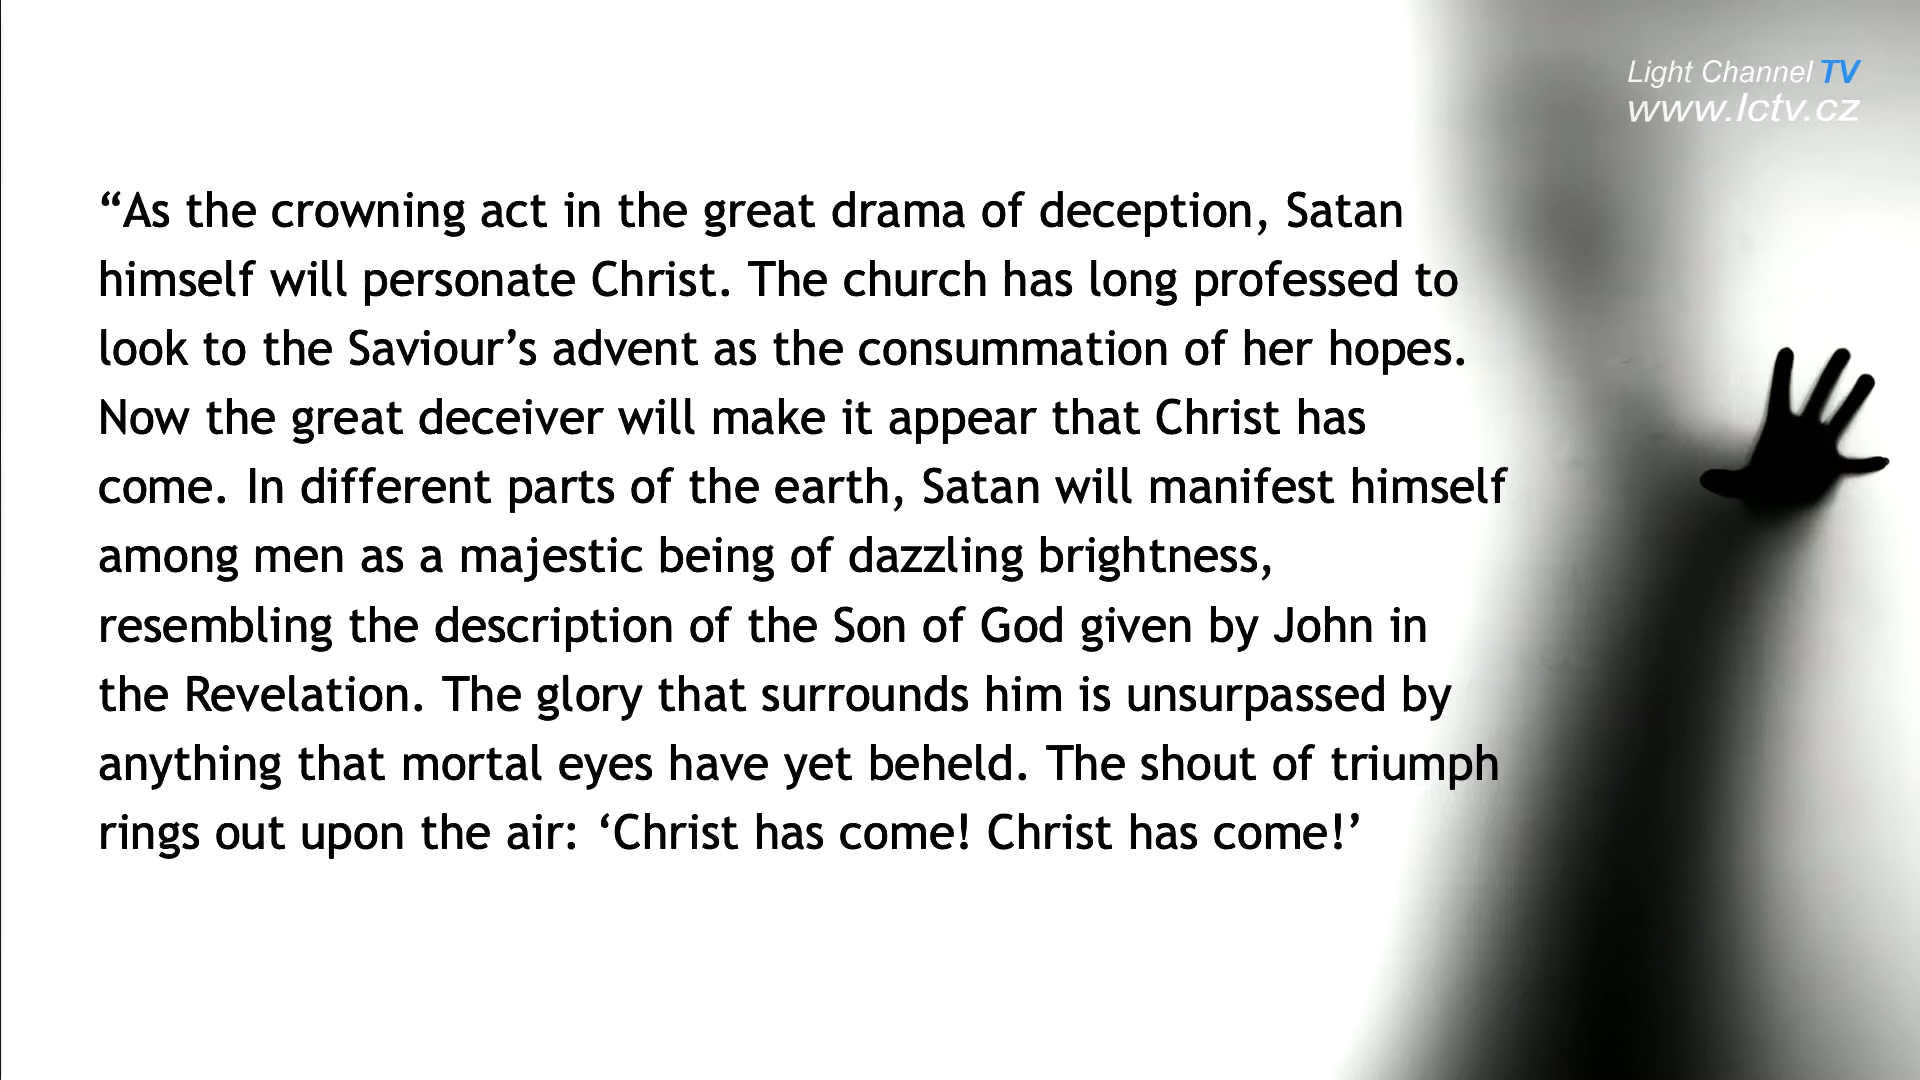 Light Channel TV
www.lctv.cz
“As the crowning act in the great drama of deception, Satan
himself will personate Christ. The church has long professed to
look to the Saviour’s advent as the consummation of her hopes.
Now the great deceiver will make it appear that Christ has
come. In different parts of the earth, Satan will manifest himself
among men as a majestic being of dazzling brightness,
resembling the description of the Son of God given by John in
the Revelation. The glory that surrounds him is unsurpassed by
anything that mortal eyes have yet beheld. The shout of triumph
rings out upon the air: ‘Christ has come! Christ has come!’